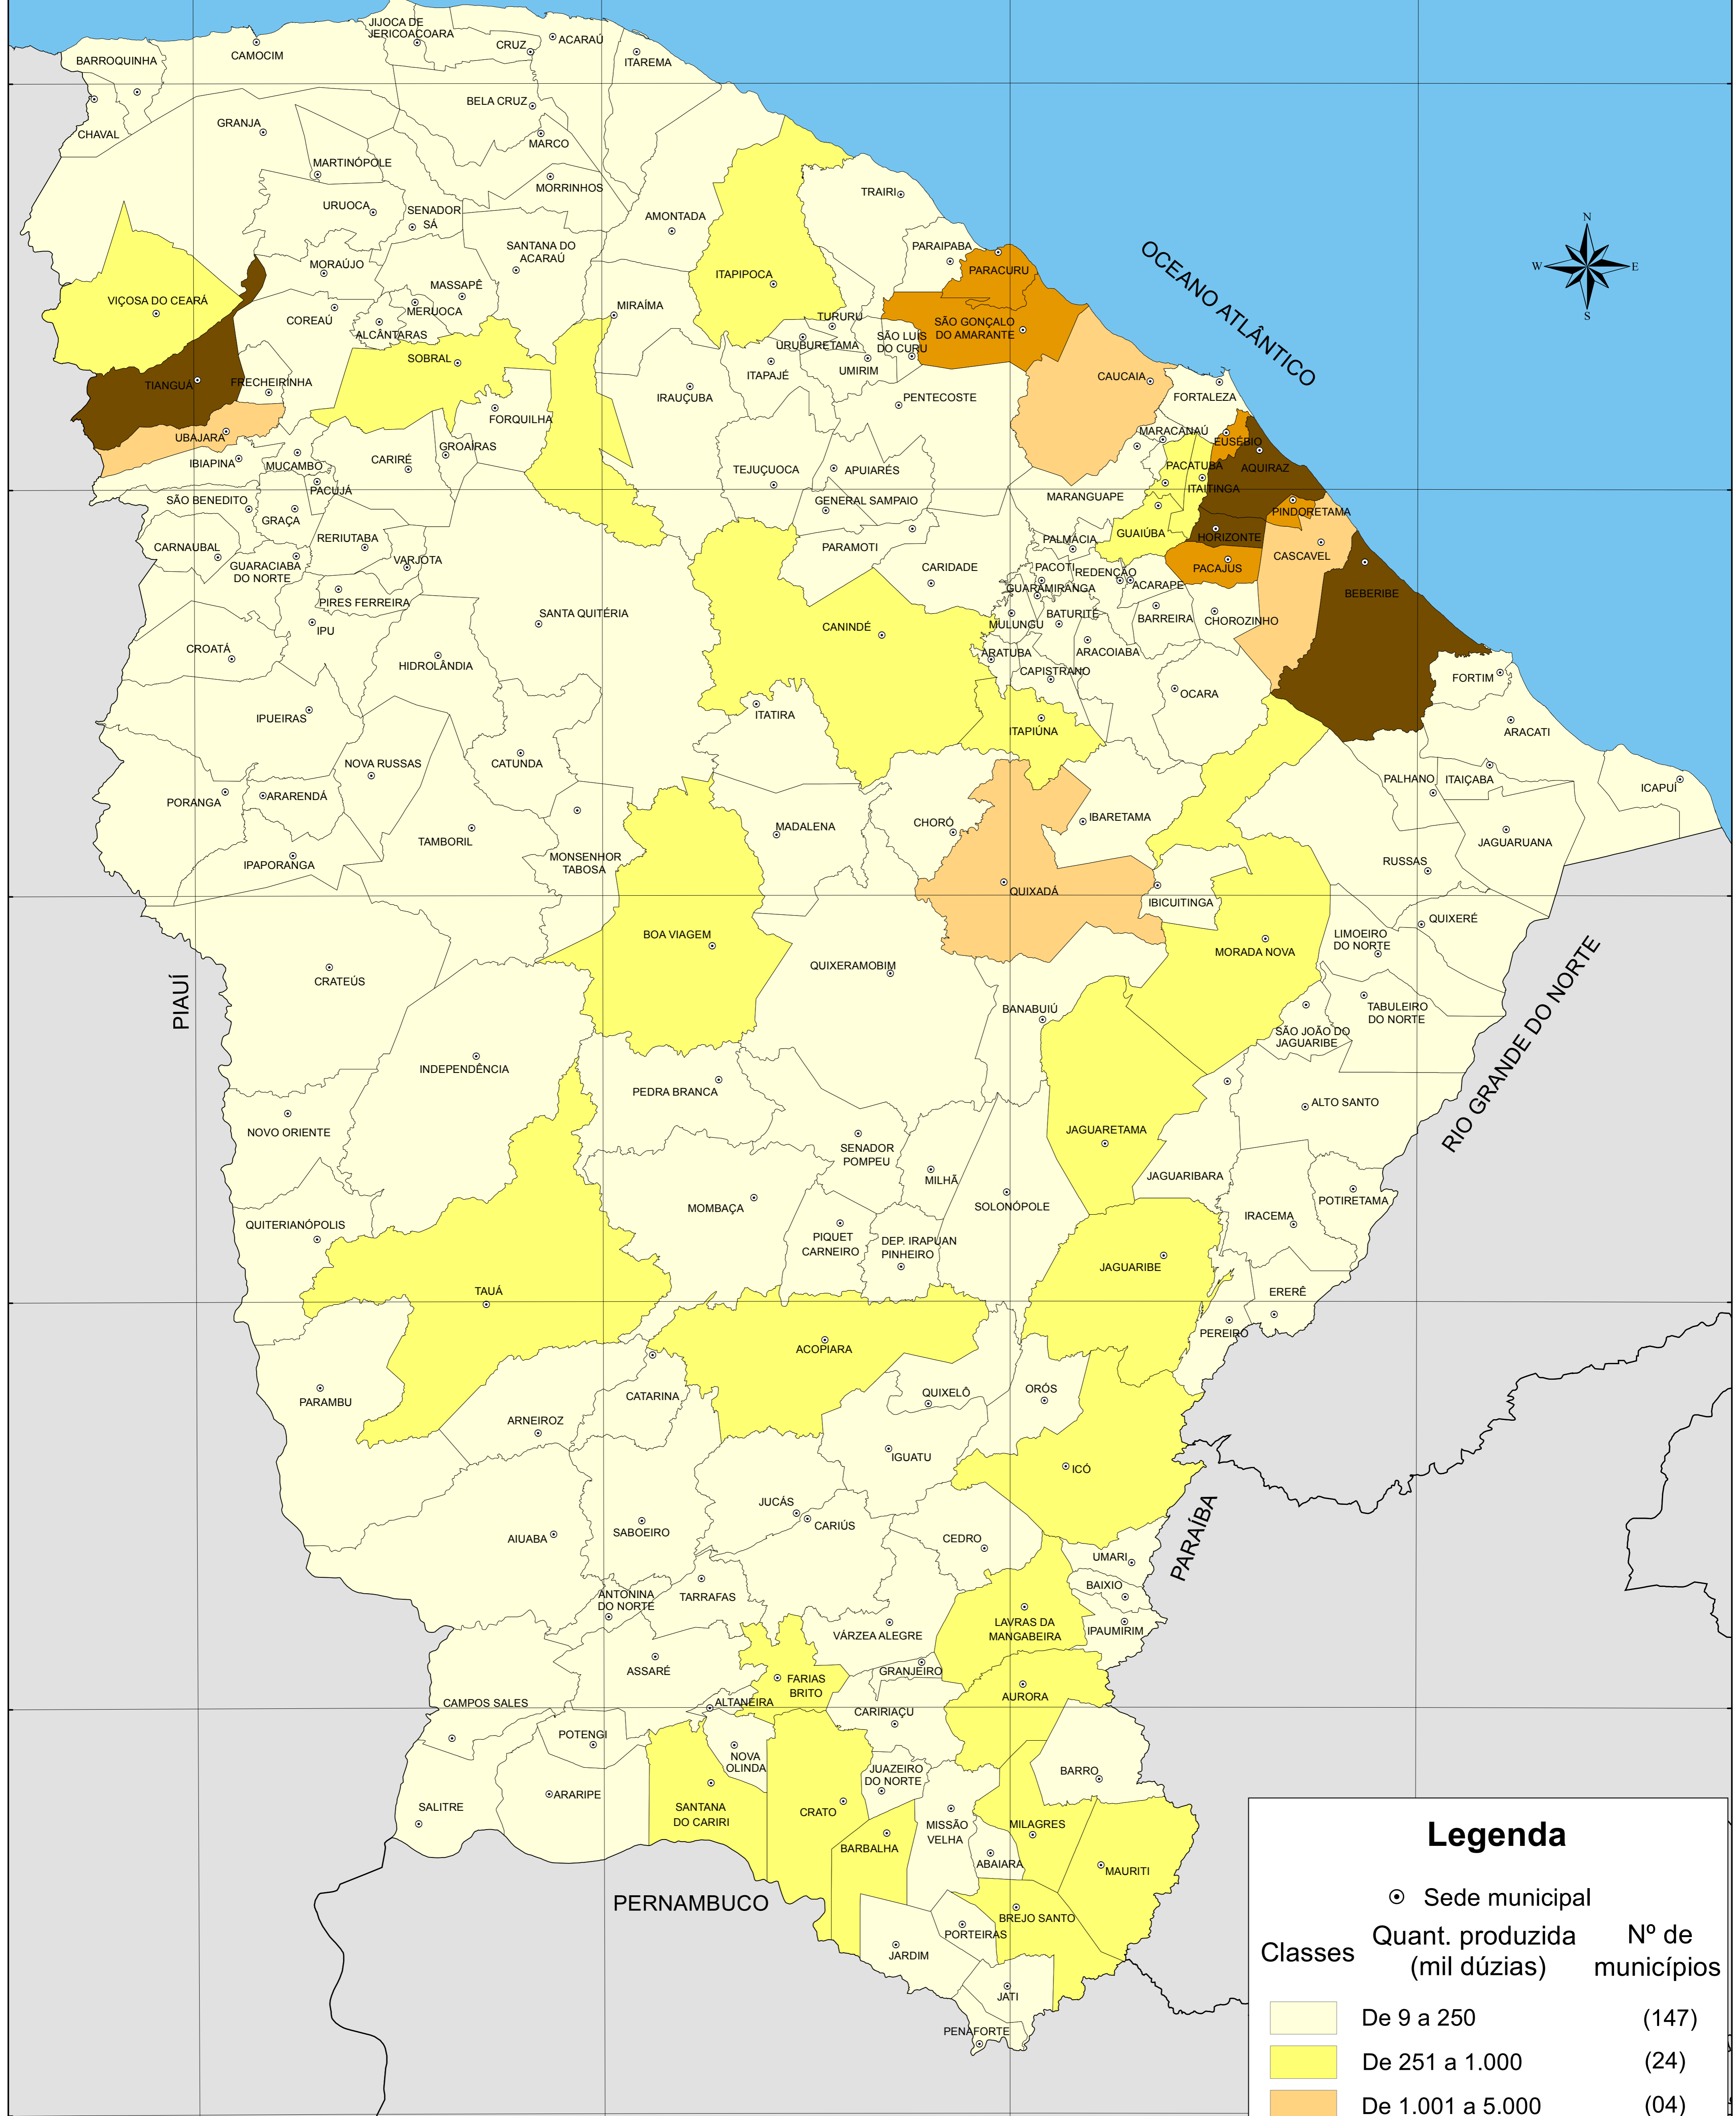 JIJOCA DE
JERICOACOARA
CRUZ
ACARAÚ
ITAREMA
BARROQUINHA
CAMOCIM
CHAVAL
GRANJA
BELA CRUZ
MARCO
MARTINÓPOLE
MORRINHOS
URUOCA
SENADOR
SÁ
AMONTADA
TRAIRI
SANTANA DO
ACARAÚ
PARAIPABA
PARACURU
OCEANO ATLÂNTICO
N
W
E
S
MORAÚJO
ITAPIPOCA
MASSAPÊ
VIÇOSA DO CEARÁ
MERUOCA
MIRAÍMA
COREAÚ
ALCÂNTARAS
TURURU
SÃO GONÇALO
DO AMARANTE
SÃO LUIS
DO CURU
URUBURETAMA
SOBRAL
ITAPAJÉ
UMIRIM
CAUCAIA
TIANGUÁ
FRECHEIRINHA
IRAUÇUBA
PENTECOSTE
FORTALEZA
FORQUILHA
UBAJARA
MARACANAÚ
EUSÉBIO
GROAÍRAS
IBIAPINA
MUCAMBO
CARIRÉ
TEJUÇUOCA
APUIARÉS
PACATUBA
AQUIRAZ
PACUJÁ
ITAITINGA
SÃO BENEDITO
GENERAL SAMPAIO
MARANGUAPE
GRAÇA
PINDORETAMA
RERIUTABA
PARAMOTI
PALMÁCIA
GUAIÚBA
HORIZONTE
CARNAUBAL
GUARACIABA
DO NORTE
VARJOTA
CARIDADE
PACOTI
REDENÇÃO
PACAJUS
CASCAVEL
GUARAMIRANGA
ACARAPE
PIRES FERREIRA
BEBERIBE
IPU
SANTA QUITÉRIA
CANINDÉ
MULUNGU
BATURITÉ
BARREIRA
CHOROZINHO
CROATÁ
HIDROLÂNDIA
ARATUBA
ARACOIABA
CAPISTRANO
FORTIM
OCARA
IPUEIRAS
ITATIRA
ITAPIÚNA
ARACATI
NOVA RUSSAS
CATUNDA
PALHANO
ITAIÇABA
ICAPUÍ
PORANGA
ARARENDÁ
CHORÓ
IBARETAMA
TAMBORIL
MADALENA
JAGUARUANA
IPAPORANGA
MONSENHOR
TABOSA
RUSSAS
QUIXADÁ
IBICUITINGA
QUIXERÉ
BOA VIAGEM
LIMOEIRO
DO NORTE
MORADA NOVA
QUIXERAMOBIM
CRATEÚS
PIAUÍ
BANABUIÚ
TABULEIRO
DO NORTE
SÃO JOÃO DO
JAGUARIBE
RIO GRANDE DO NORTE
INDEPENDÊNCIA
PEDRA BRANCA
ALTO SANTO
NOVO ORIENTE
JAGUARETAMA
SENADOR
POMPEU
MILHÃ
JAGUARIBARA
MOMBAÇA
SOLONÓPOLE
POTIRETAMA
IRACEMA
QUITERIANÓPOLIS
PIQUET
CARNEIRO
DEP. IRAPUAN
PINHEIRO
JAGUARIBE
TAUÁ
ERERÊ
PEREIRO
ACOPIARA
PARAMBU
CATARINA
QUIXELÔ
ORÓS
ARNEIROZ
IGUATU
ICÓ
JUCÁS
CARIÚS
PARAÍBA
AIUABA
SABOEIRO
CEDRO
UMARI
BAIXIO
ANTONINA
DO NORTE
TARRAFAS
LAVRAS DA
MANGABEIRA
IPAUMIRIM
VÁRZEA ALEGRE
ASSARÉ
GRANJEIRO
FARIAS
BRITO
AURORA
CAMPOS SALES
ALTANEIRA
CARIRIAÇU
POTENGI
NOVA
OLINDA
JUAZEIRO
DO NORTE
BARRO
ARARIPE
SALITRE
SANTANA
DO CARIRI
CRATO
MISSÃO
VELHA
MILAGRES
BARBALHA
ABAIARA
MAURITI
PERNAMBUCO
BREJO SANTO
PORTEIRAS
JARDIM
JATI
PENAFORTE
Legenda
Sede municipal
Classes
Quant. produzida
(mil dúzias)
Nº de
municípios
De 9 a 250 (147)
De 251 a 1.000 (24)
De 1.001 a 5.000 (04)